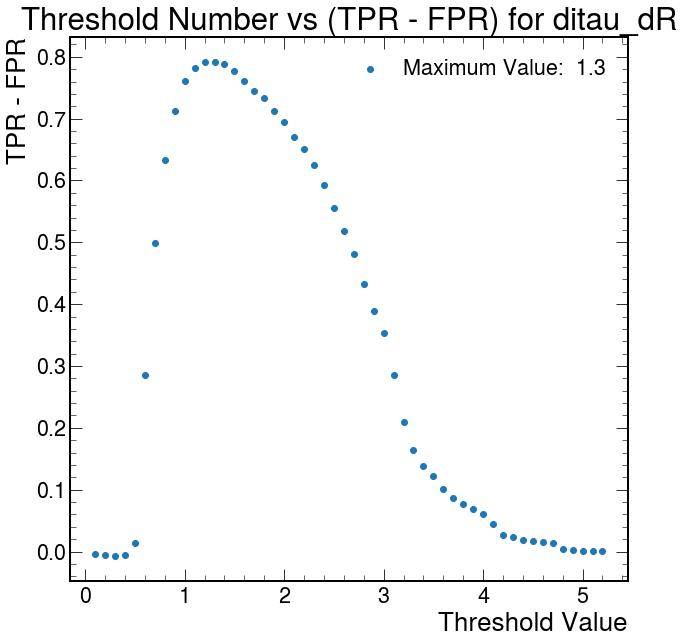 Threshold Number vs (TPR - FPR) for ditau_dR
TPR - FPR
Maximum Value: 1.3
0.8
0.7
0.6
0.5
0.4
0.3
0.2
0.1
0.0
0 1 2 3 4 5
Threshold Value